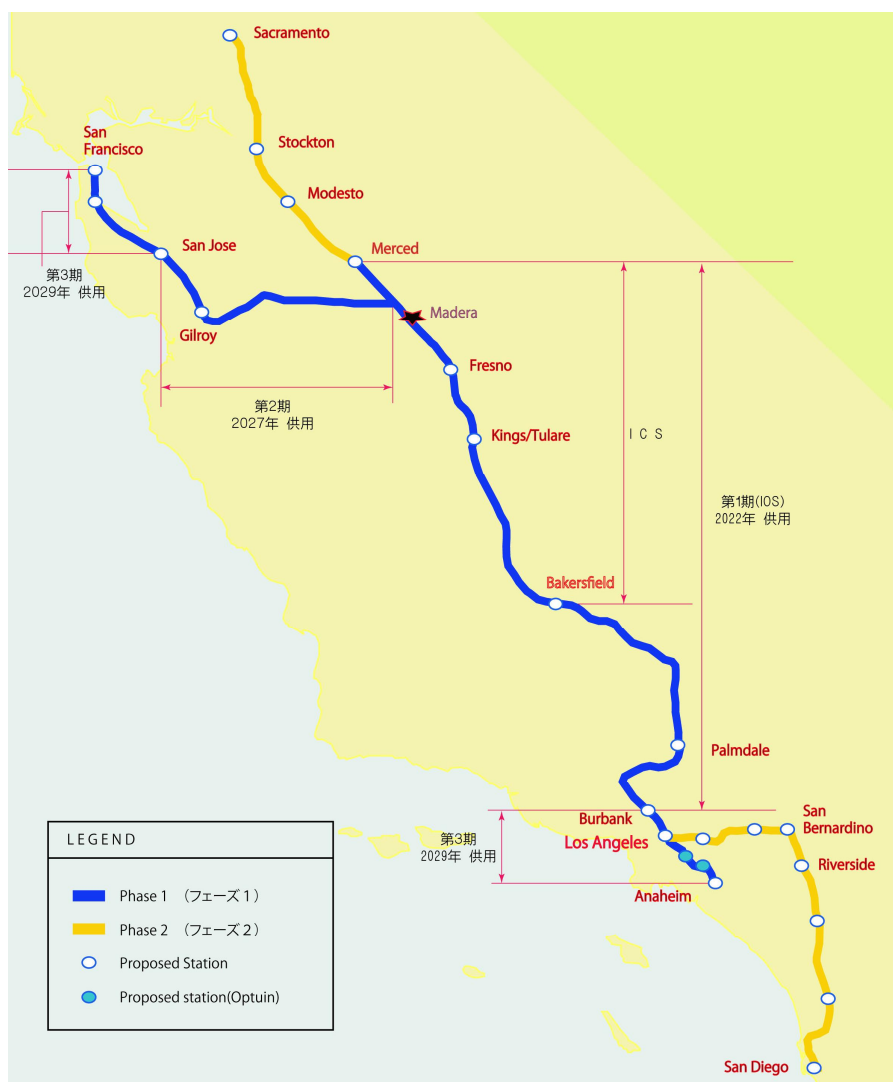 Sacramento
Stockton
Modesto
San
Francisco
San Jose
Merced
第3期
2029年 供用
Gilroy
Madera
Fresno
第2期
2027年 供用
Kings/Tulare
I C S
第1期(IOS)
2022年 供用
Bakersfield
Palmdale
Burbank
San
Bernardino
第3期
2029年 供用
Los Angeles
Riverside
Anaheim
San Diego
LEGEND
Phase 1 （フェーズ１）
Phase 2 （フェーズ２）
Proposed Station
Proposed station(Optuin)